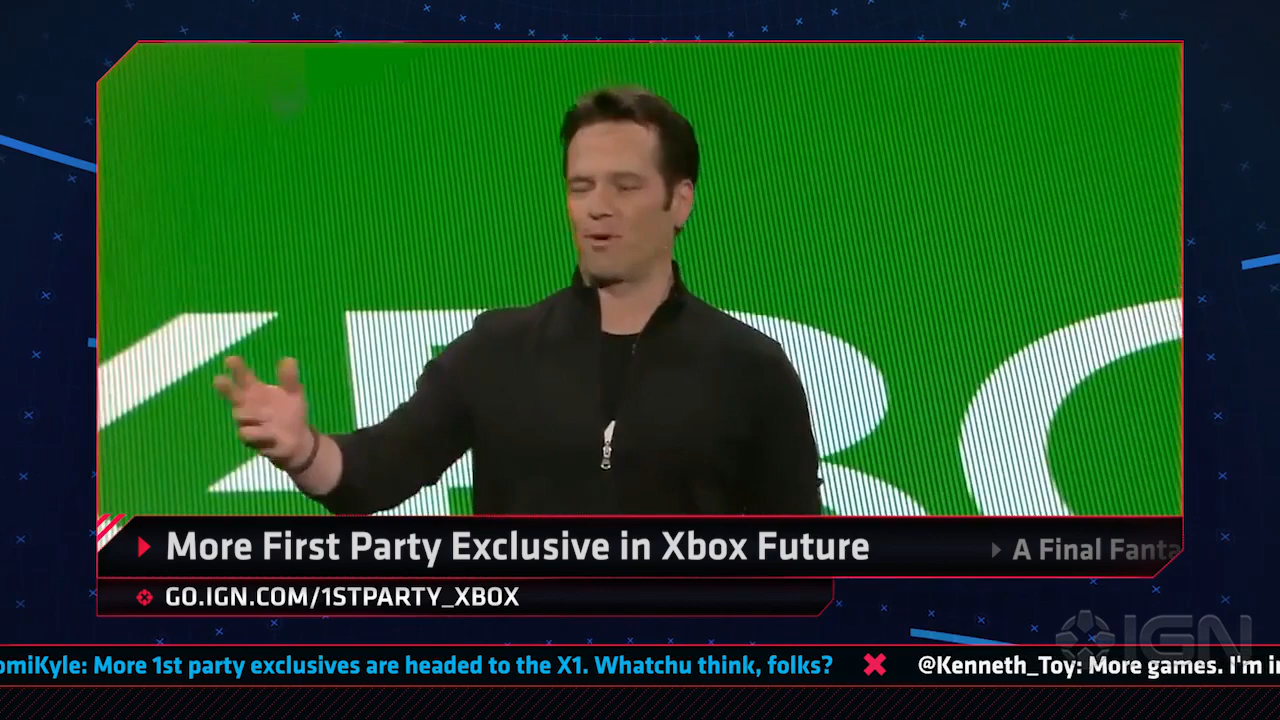 XBO
More First Party Exclusive in Xbox Future
A Final Fanta
GO.IGN.COM/1STPARTY_XBOX
IGN
omiKyle: More 1st party exclusives are headed to the X1. Whatchu think, folks?
@Kenneth_Toy: More games. I'm in